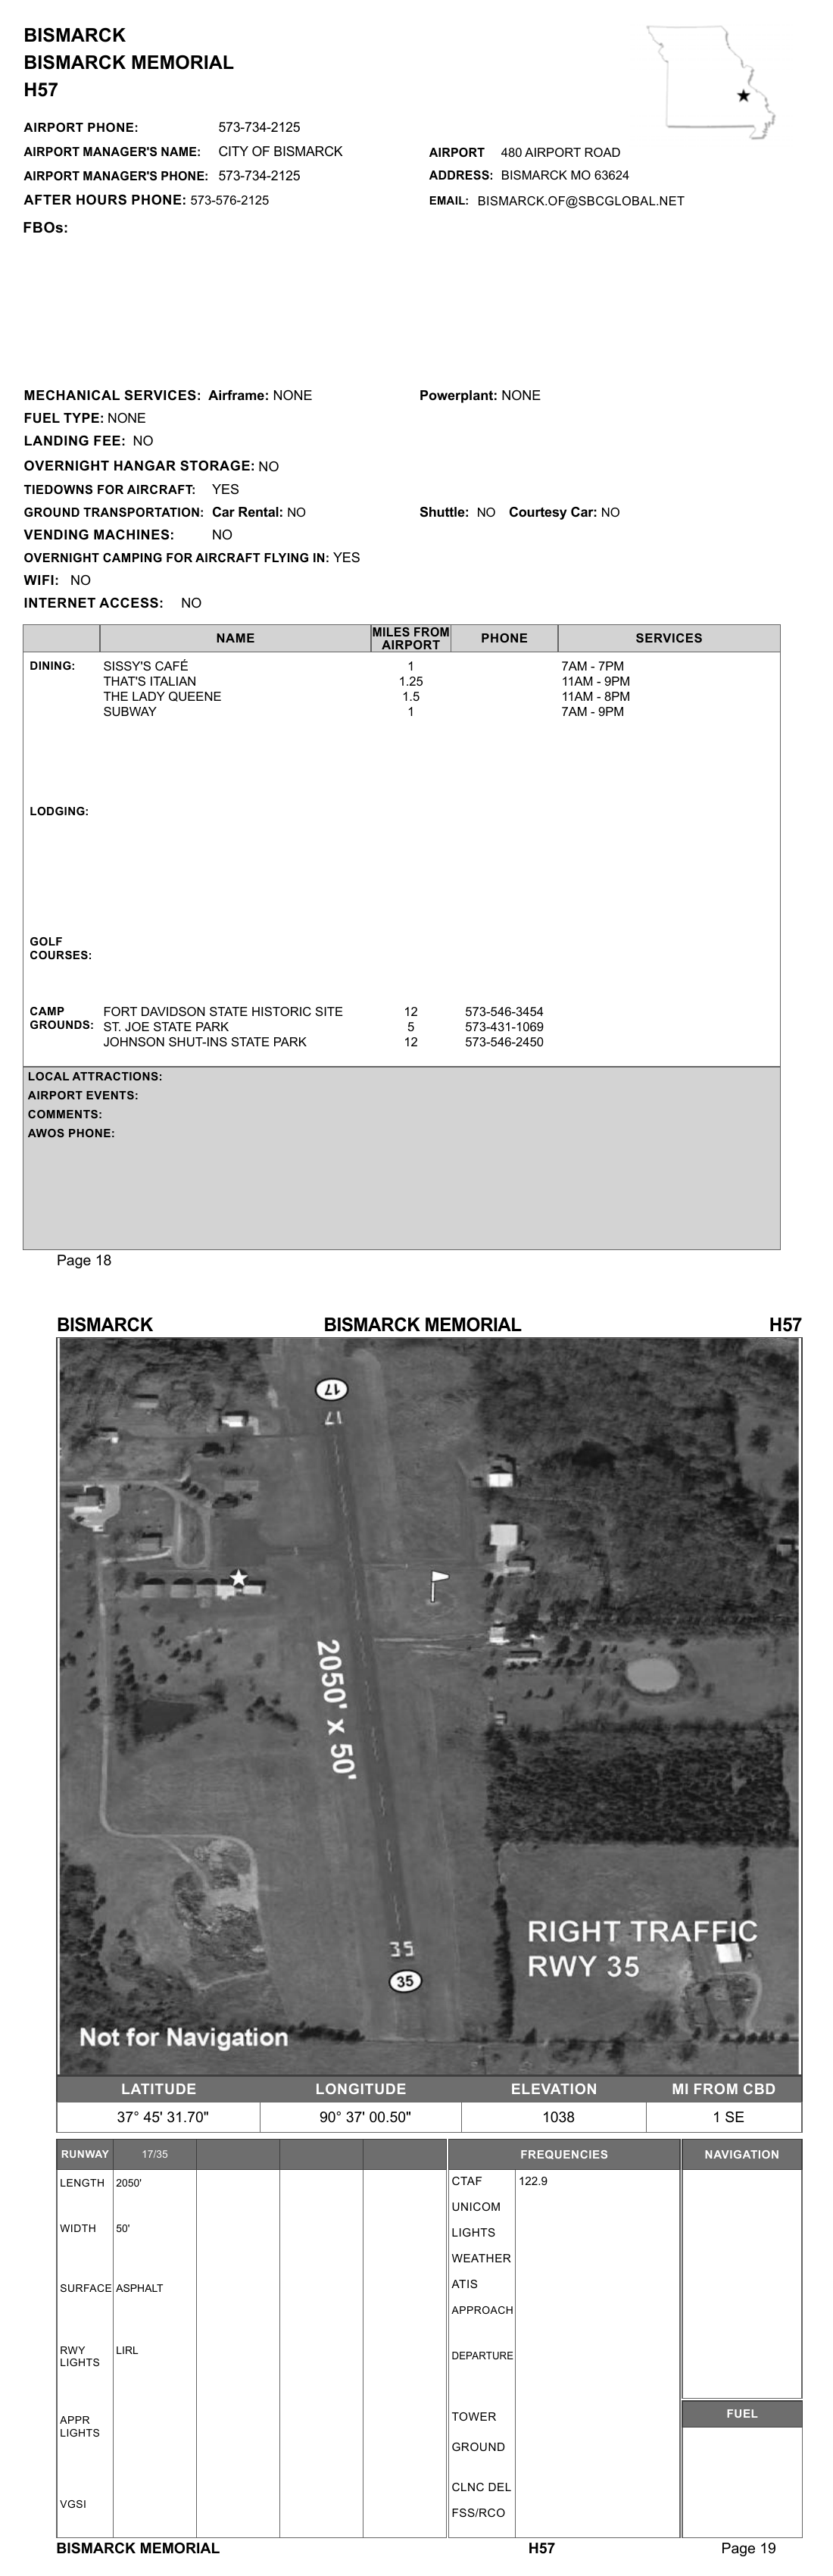 BISMARCK
BISMARCK MEMORIAL
H57
AIRPORT PHONE: 573-734-2125
AIRPORT MANAGER'S NAME: CITY OF BISMARCK
AIRPORT MANAGER'S PHONE: 573-734-2125
AFTER HOURS PHONE: 573-576-2125
AIRPORT 480 AIRPORT ROAD
ADDRESS: BISMARCK MO 63624
EMAIL: BISMARCK.OF@SBCGLOBAL.NET
FBOs:
MECHANICAL SERVICES: Airframe: NONE Powerplant: NONE
FUEL TYPE: NONE
LANDING FEE: NO
OVERNIGHT HANGAR STORAGE: NO
TIEDOWNS FOR AIRCRAFT: YES
GROUND TRANSPORTATION: Car Rental: NO Shuttle: NO Courtesy Car: NO
VENDING MACHINES: NO
OVERNIGHT CAMPING FOR AIRCRAFT FLYING IN: YES
WIFI: NO
INTERNET ACCESS: NO
NAME MILES FROM AIRPORT PHONE SERVICES
DINING: SISSY'S CAFÉ 1 7AM - 7PM
THAT'S ITALIAN 1.25 11AM - 9PM
THE LADY QUEENE 1.5 11AM - 8PM
SUBWAY 1 7AM - 9PM
LODGING:
GOLF
COURSES:
CAMP GROUNDS: FORT DAVIDSON STATE HISTORIC SITE 12 573-546-3454
ST. JOE STATE PARK 5 573-431-1069
JOHNSON SHUT-INS STATE PARK 12 573-546-2450
LOCAL ATTRACTIONS:
AIRPORT EVENTS:
COMMENTS:
AWOS PHONE:
Page 18
BISMARCK BISMARCK MEMORIAL H57
17
17
2050' x 50'
35
35
RIGHT TRAFFIC
RWY 35
Not for Navigation
LATITUDE LONGITUDE ELEVATION MI FROM CBD
37° 45' 31.70" 90° 37' 00.50" 1038 1 SE
RUNWAY 17/35
LENGTH 2050'
WIDTH 50'
SURFACE ASPHALT
RWY LIGHTS LIRL
APPR
LIGHTS
VGSI
FREQUENCIES
CTAF 122.9
UNICOM
LIGHTS
WEATHER
ATIS
APPROACH
DEPARTURE
TOWER
GROUND
CLNC DEL
FSS/RCO
NAVIGATION
FUEL
BISMARCK MEMORIAL H57 Page 19